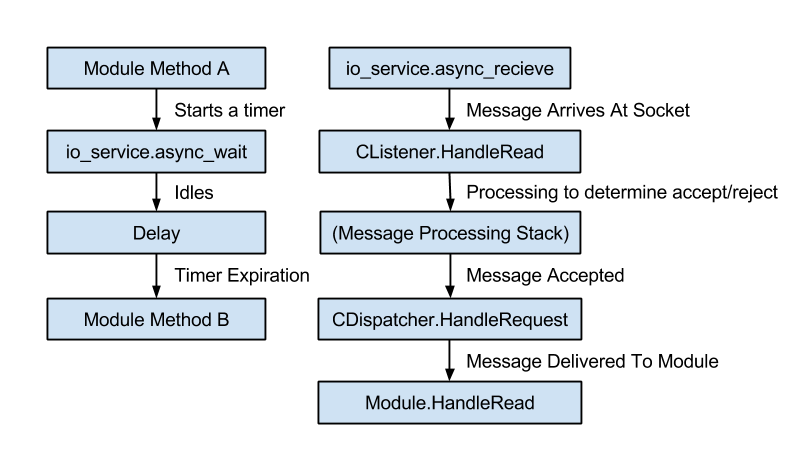 Module Method A
Starts a timer
io_service.async_wait
Idles
Delay
Timer Expiration
Module Method B
io_service.async_recieve
Message Arrives At Socket
CListener.HandleRead
Processing to determine accept/reject
(Message Processing Stack)
Message Accepted
CDispatcher.HandleRequest
Message Delivered To Module
Module.HandleRead